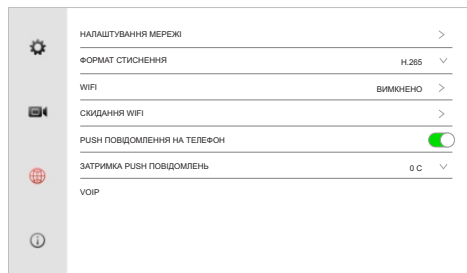 НАЛАШТУВАННЯ МЕРЕЖІ
ФОРМАТ СТИСНЕННЯ H.265
WIFI ВИМКНЕНО
СКИДАННЯ WIFI
PUSH ПОВІДОМЛЕННЯ НА ТЕЛЕФОН
ЗАТРИМКА PUSH ПОВІДОМЛЕНЬ 0 С
VOIP